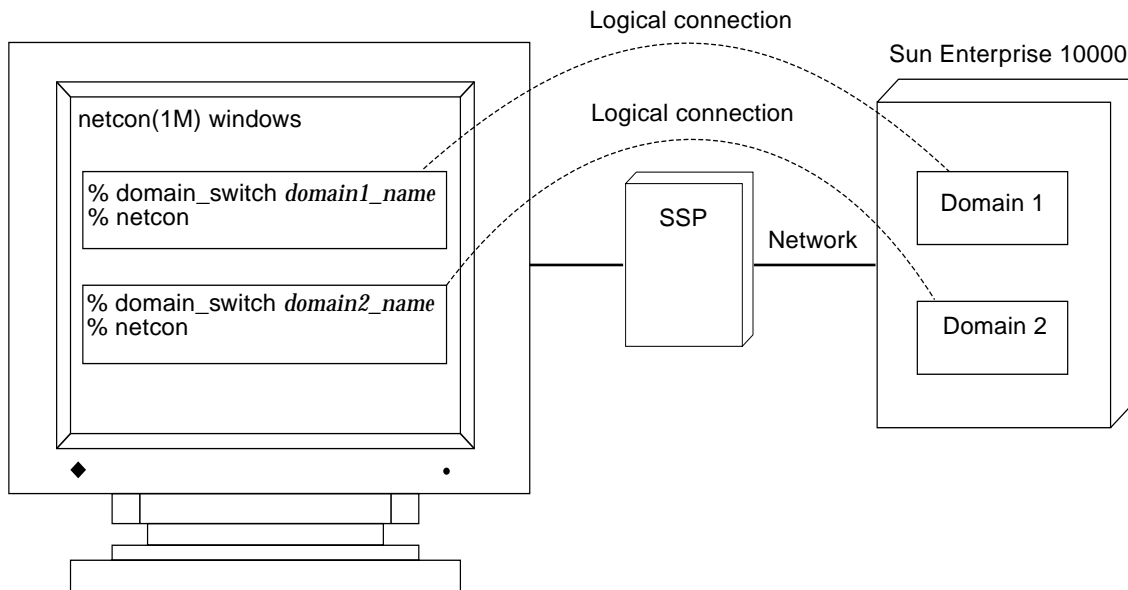 Logical connection
Sun Enterprise 10000
netcon(1M) windows
Logical connection
% domain_switch domain1_name
% netcon
SSP
Domain 1
Network
% domain_switch domain2_name
% netcon
Domain 2